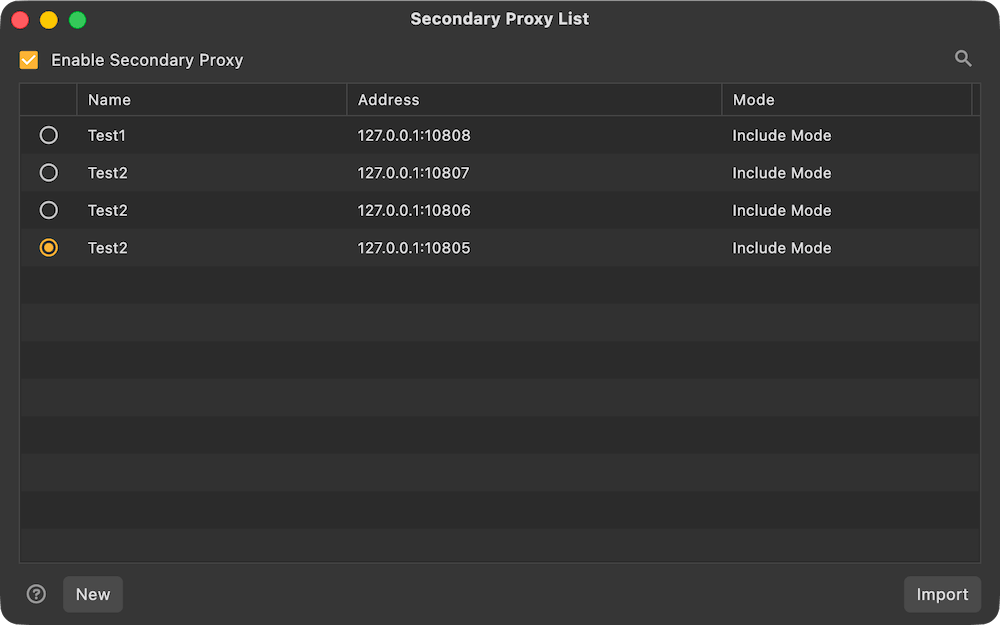 Secondary Proxy List
Enable Secondary Proxy
Name Address Mode
Test1 127.0.0.1:10808 Include Mode
Test2 127.0.0.1:10807 Include Mode
Test2 127.0.0.1:10806 Include Mode
Test2 127.0.0.1:10805 Include Mode
? New Import